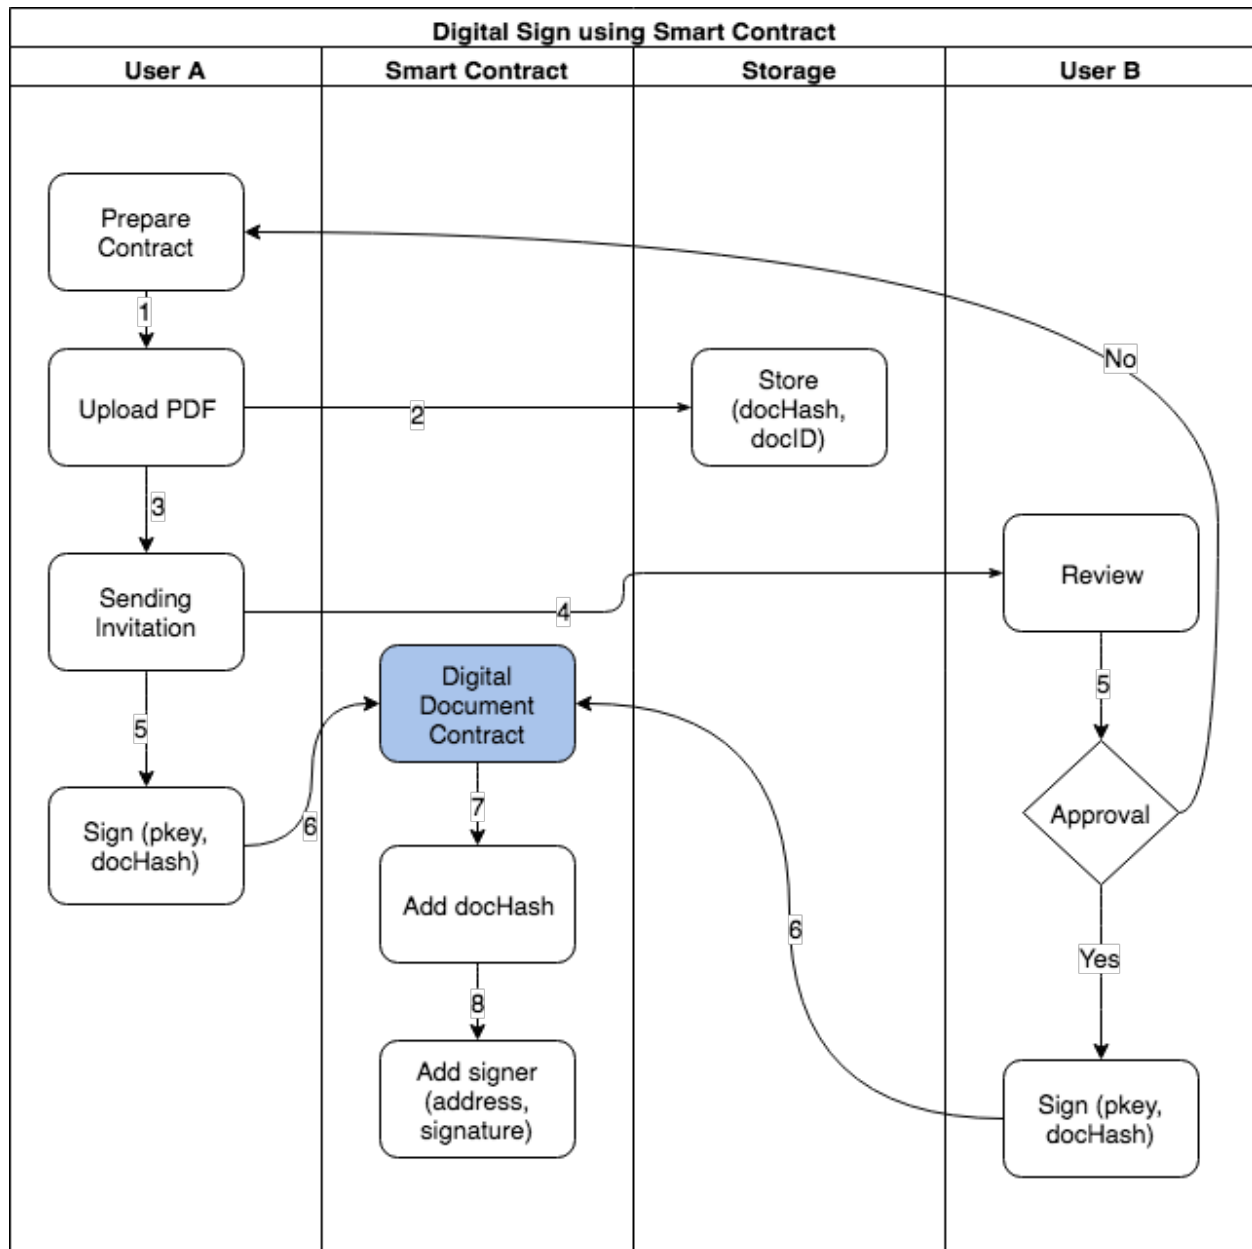 Digital Sign using Smart Contract
User A
Smart Contract
Storage
User B
Prepare
Contract
1
Upload PDF
2
Store
(docHash,
docID)
No
3
Sending
Invitation
4
Review
5
Digital
Document
Contract
5
6
Sign (pkey,
docHash)
7
Approval
Add docHash
6
Yes
8
Add signer
(address,
signature)
Sign (pkey,
docHash)